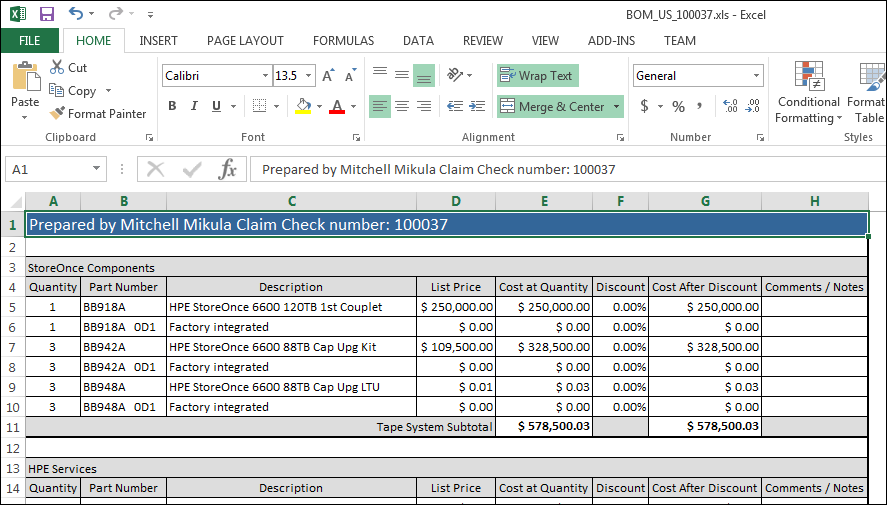 BOM_US_100037.xls - Excel
FILE HOME INSERT PAGE LAYOUT FORMULAS DATA REVIEW VIEW ADD-INS TEAM
Paste
Cut
Copy
Format Painter
Calibri 13.5
B I U
Wrap Text
Merge & Center
General
$ % ,
Conditional Formatting
Format Table
Clipboard Font Alignment Number Styles
A1 fx Prepared by Mitchell Mikula Claim Check number: 100037
A B C D E F G H
1 Prepared by Mitchell Mikula Claim Check number: 100037
2
3 StoreOnce Components
4 Quantity Part Number Description List Price Cost at Quantity Discount Cost After Discount Comments / Notes
5 1 BB918A HPE StoreOnce 6600 120TB 1st Couplet $ 250,000.00 $ 250,000.00 0.00% $ 250,000.00
6 1 BB918A 0D1 Factory integrated $ 0.00 $ 0.00 0.00% $ 0.00
7 3 BB942A HPE StoreOnce 6600 88TB Cap Upg Kit $ 109,500.00 $ 328,500.00 0.00% $ 328,500.00
8 3 BB942A 0D1 Factory integrated $ 0.00 $ 0.00 0.00% $ 0.00
9 3 BB948A HPE StoreOnce 6600 88TB Cap Upg LTU $ 0.01 $ 0.03 0.00% $ 0.03
10 3 BB948A 0D1 Factory integrated $ 0.00 $ 0.00 0.00% $ 0.00
11 Tape System Subtotal $ 578,500.03 $ 578,500.03
12
13 HPE Services
14 Quantity Part Number Description List Price Cost at Quantity Discount Cost After Discount Comments / Notes